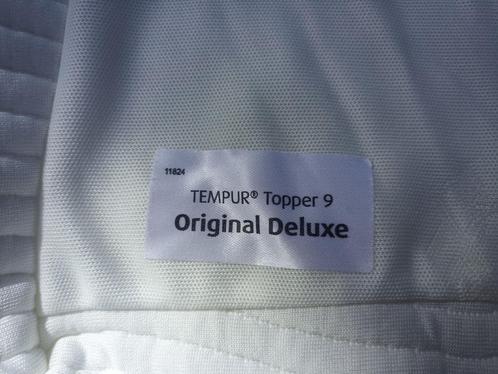 11824
TEMPUR® Topper 9
Original Deluxe